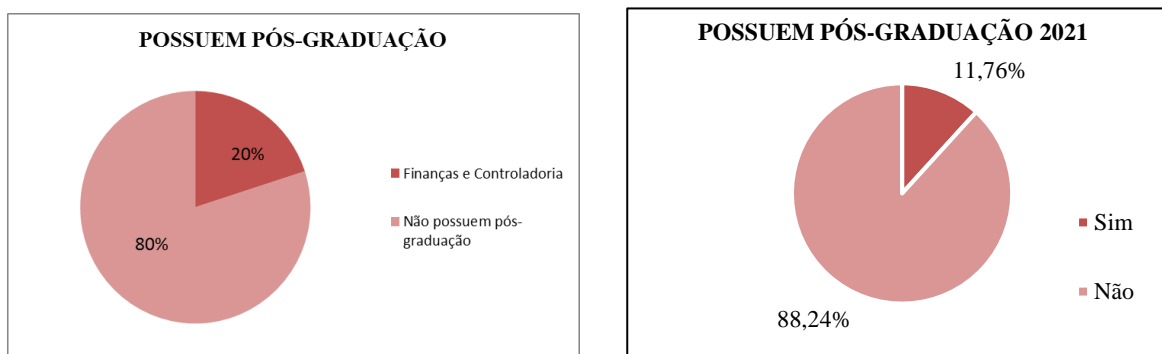 POSSUEM PÓS-GRADUAÇÃO
20%
80%
Finanças e Controladoria
Não possuem pós-
graduação
POSSUEM PÓS-GRADUAÇÃO 2021
11,76%
88,24%
Sim
Não